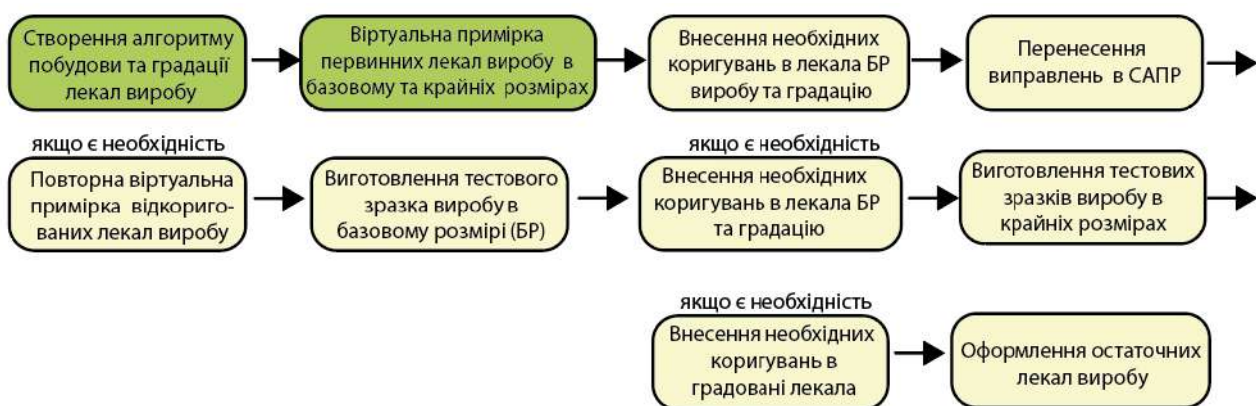 Створення алгоритму
побудови та градації
лекал виробу
Віртуальна примірка
первинних лекал виробу в
базовому та крайніх розмірах
Внесення необхідних
коригувань в лекала БР
виробу та градацію
Перенесення
виправлень в САПР
якщо є необхідність
Повторна віртуальна
примірка відкориго-
ваних лекал виробу
Виготовлення тестового
зразка виробу в
базовому розмірі (БР)
якщо є необхідність
Внесення необхідних
коригувань в лекала БР
та градацію
Виготовлення тестових
зразків виробу в
крайніх розмірах
якщо є необхідність
Внесення необхідних
коригувань в
градовані лекала
Оформлення остаточних
лекал виробу